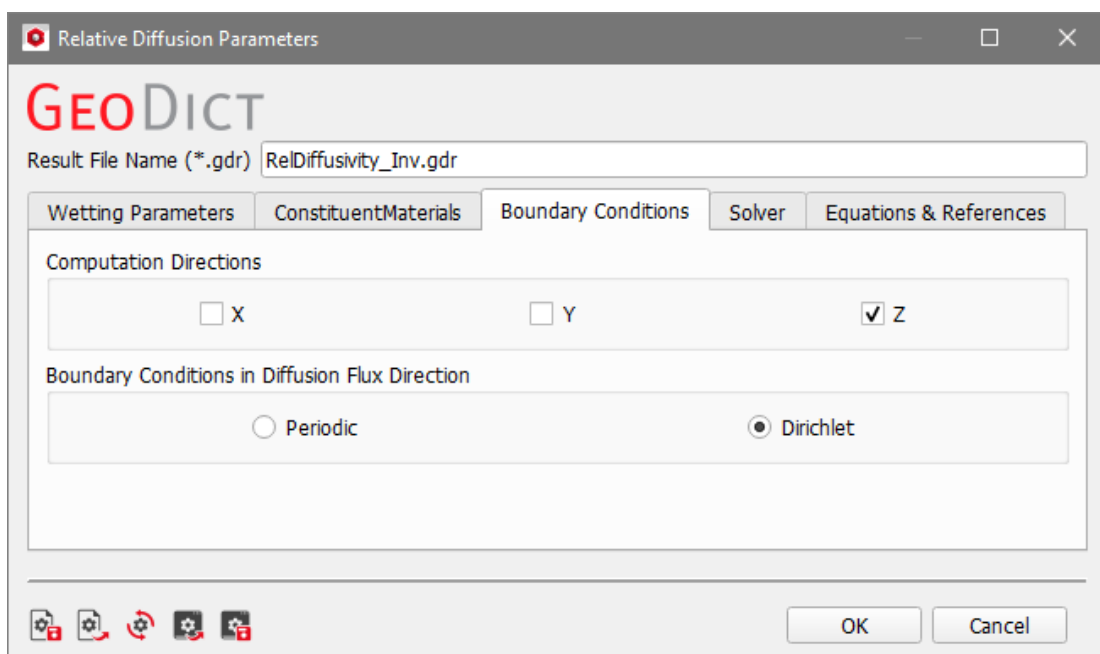 Relative Diffusion Parameters
GEODICT
Result File Name (*.gdr) RelDiffusivity_Inv.gdr
Wetting Parameters ConstituentMaterials Boundary Conditions Solver Equations & References
Computation Directions
X Y Z
Boundary Conditions in Diffusion Flux Direction
Periodic Dirichlet
OK Cancel